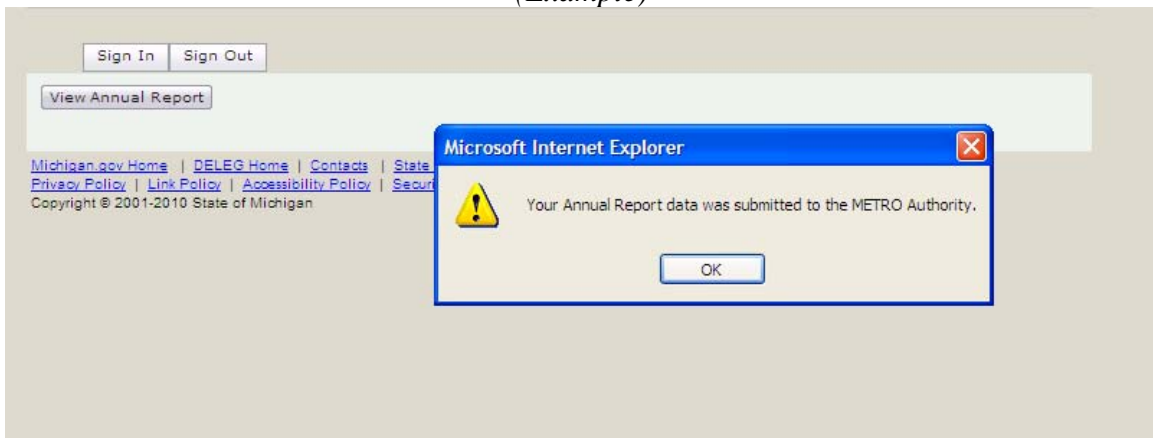 (Example)
Sign In Sign Out
View Annual Report
Michigan.gov Home | DELEG Home | Contacts | State
Privacy Policy | Link Policy | Accessibility Policy |
Copyright © 2001-2010 State of Michigan
Microsoft Internet Explorer
Your Annual Report data was submitted to the METRO Authority.
OK